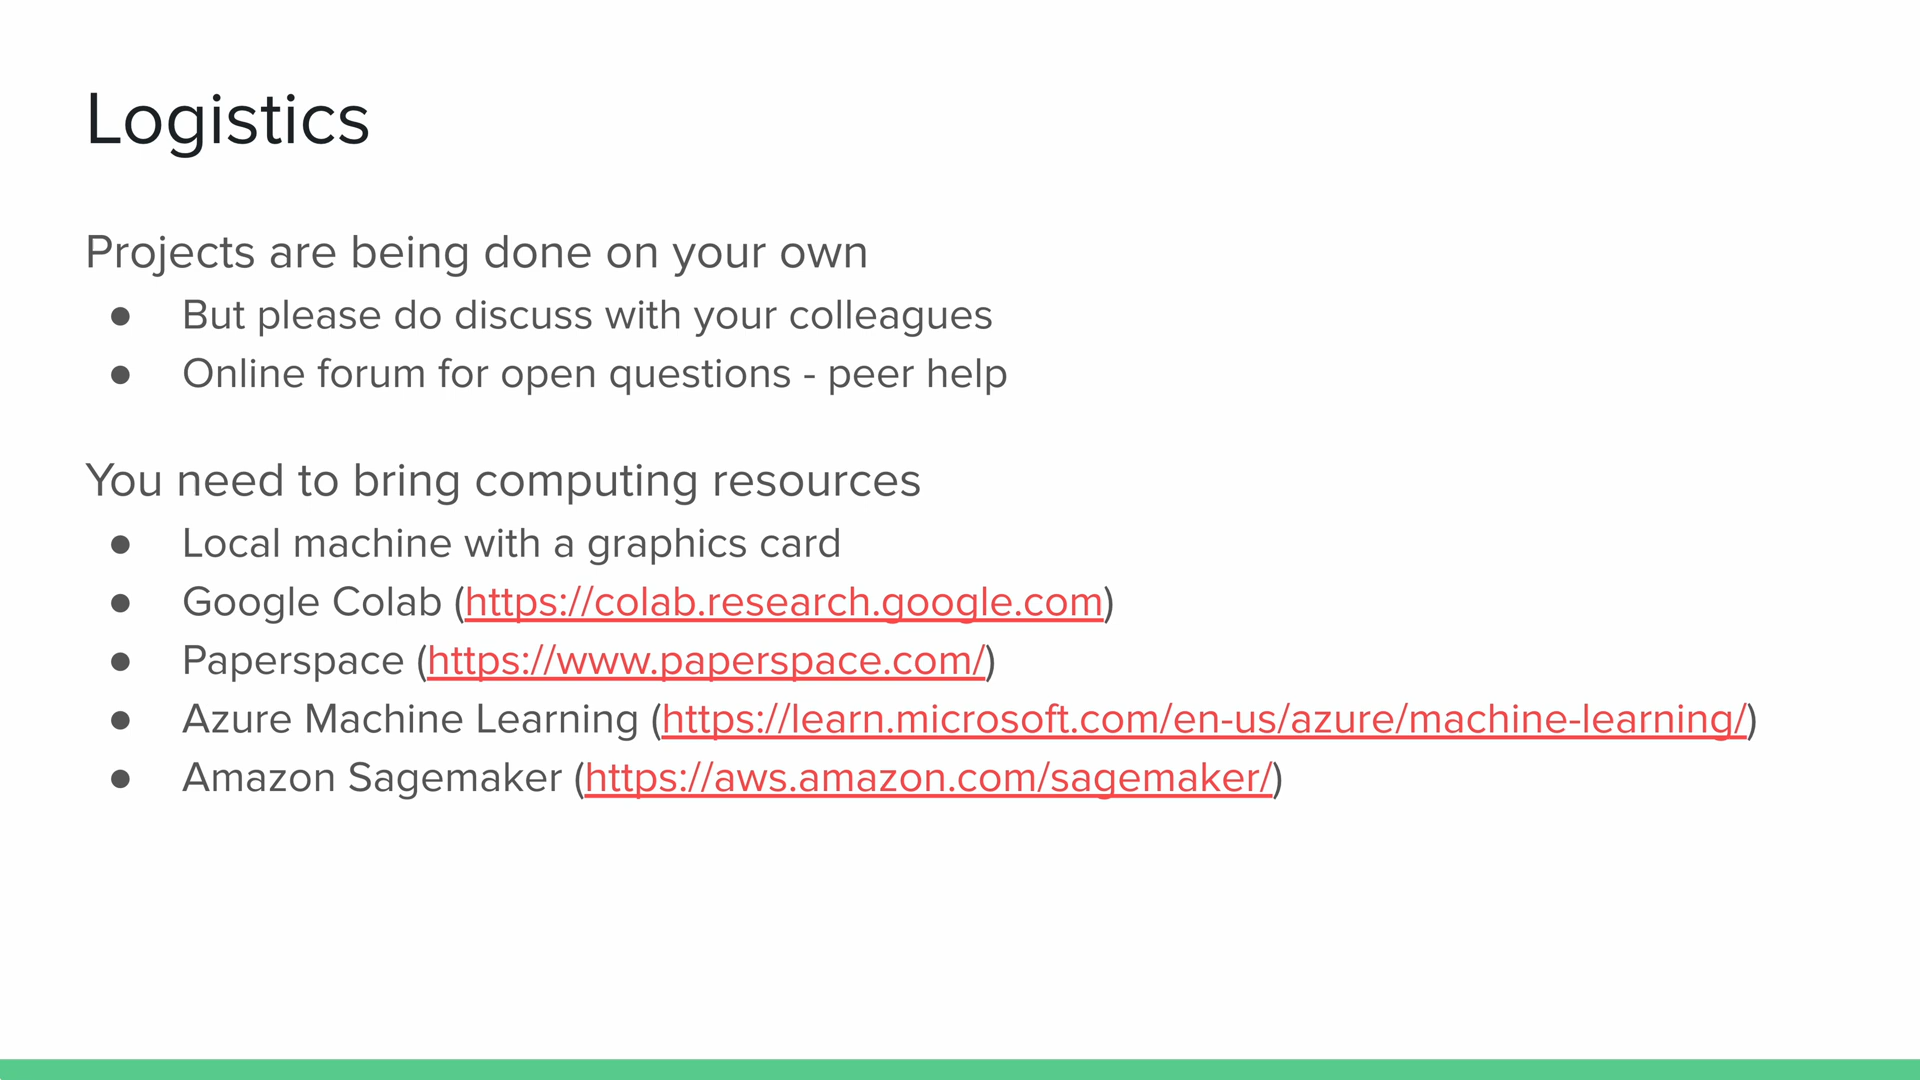 Logistics
Projects are being done on your own
● But please do discuss with your colleagues
● Online forum for open questions - peer help
You need to bring computing resources
● Local machine with a graphics card
● Google Colab (https://colab.research.google.com)
● Paperspace (https://www.paperspace.com/)
● Azure Machine Learning (https://learn.microsoft.com/en-us/azure/machine-learning/)
● Amazon Sagemaker (https://aws.amazon.com/sagemaker/)